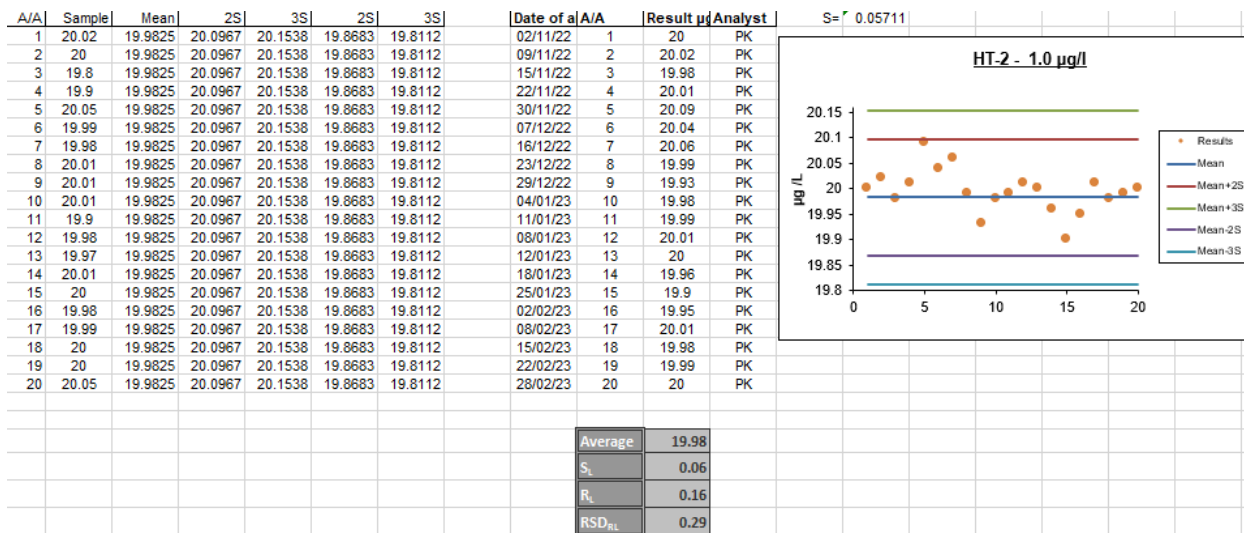 A/A Sample Mean 2S 3S 2S 3S Date of a A/A Result µg Analyst S= 0.05711
1 20.02 19.9825 20.0967 20.1538 19.8683 19.8112 02/11/22 1 20 PK
2 20 19.9825 20.0967 20.1538 19.8683 19.8112 09/11/22 2 20.02 PK
3 19.8 19.9825 20.0967 20.1538 19.8683 19.8112 15/11/22 3 19.98 PK
4 19.9 19.9825 20.0967 20.1538 19.8683 19.8112 22/11/22 4 20.01 PK
5 20.05 19.9825 20.0967 20.1538 19.8683 19.8112 30/11/22 5 20.09 PK
6 19.99 19.9825 20.0967 20.1538 19.8683 19.8112 07/12/22 6 20.04 PK
7 19.98 19.9825 20.0967 20.1538 19.8683 19.8112 16/12/22 7 20.06 PK
8 20.01 19.9825 20.0967 20.1538 19.8683 19.8112 23/12/22 8 19.99 PK
9 20.01 19.9825 20.0967 20.1538 19.8683 19.8112 29/12/22 9 19.93 PK
10 20.01 19.9825 20.0967 20.1538 19.8683 19.8112 04/01/23 10 19.98 PK
11 19.9 19.9825 20.0967 20.1538 19.8683 19.8112 11/01/23 11 19.99 PK
12 19.98 19.9825 20.0967 20.1538 19.8683 19.8112 08/01/23 12 20.01 PK
13 19.97 19.9825 20.0967 20.1538 19.8683 19.8112 12/01/23 13 20 PK
14 20.01 19.9825 20.0967 20.1538 19.8683 19.8112 18/01/23 14 19.96 PK
15 20 19.9825 20.0967 20.1538 19.8683 19.8112 25/01/23 15 19.9 PK
16 19.98 19.9825 20.0967 20.1538 19.8683 19.8112 02/02/23 16 19.95 PK
17 19.99 19.9825 20.0967 20.1538 19.8683 19.8112 08/02/23 17 20.01 PK
18 20 19.9825 20.0967 20.1538 19.8683 19.8112 15/02/23 18 19.98 PK
19 20 19.9825 20.0967 20.1538 19.8683 19.8112 22/02/23 19 19.99 PK
20 20.05 19.9825 20.0967 20.1538 19.8683 19.8112 28/02/23 20 20 PK
Average 19.98
S_L 0.06
R_L 0.16
RSD_RL 0.29
HT-2 - 1.0 µg/l
µg /L
20.15
20.1
20.05
20
19.95
19.9
19.85
19.8
0 5 10 15 20
Results
Mean
Mean+2S
Mean+3S
Mean-2S
Mean-3S